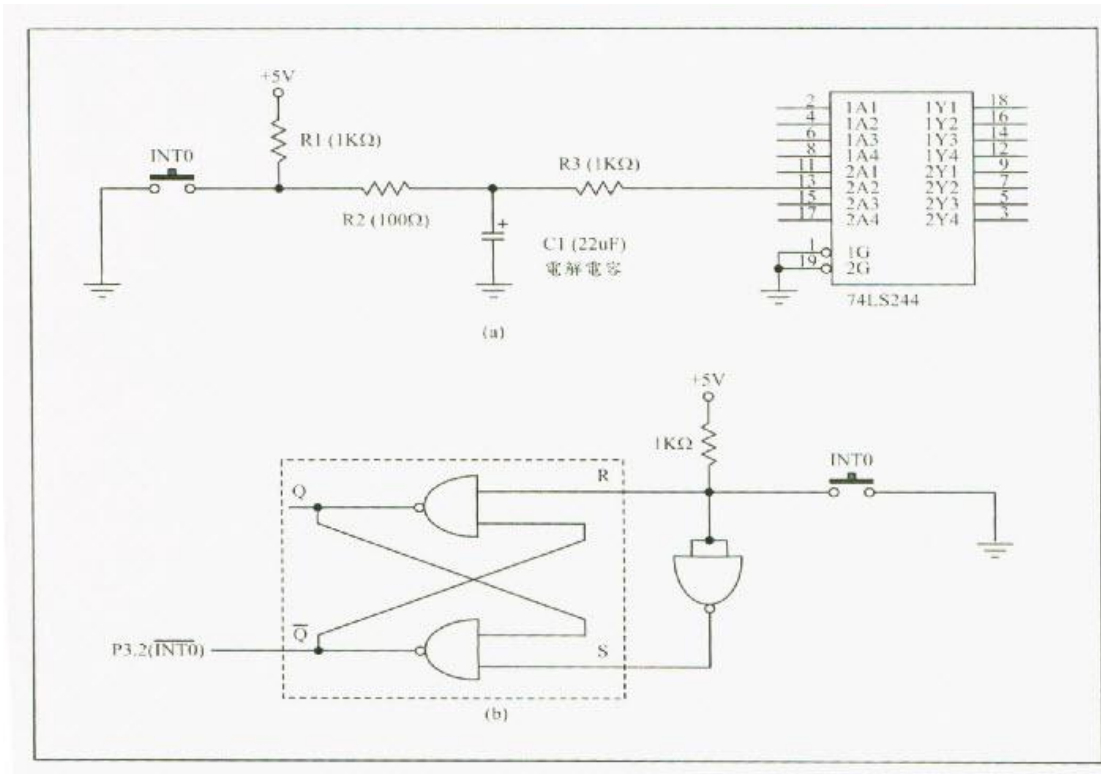 +5V
R1 (1KΩ)
INT0
R2 (100Ω)
+
C1 (22uF)
電解電容
R3 (1KΩ)
2 1A1 1Y1 18
4 1A2 1Y2 16
6 1A3 1Y3 14
8 1A4 1Y4 12
11 2A1 2Y1 9
13 2A2 2Y2 7
15 2A3 2Y3 5
17 2A4 2Y4 3
1 1G
19 2G
74LS244
(a)
+5V
1KΩ
INT0
R
Q
Q̅
S
P3.2(I̅N̅T̅0̅)
(b)